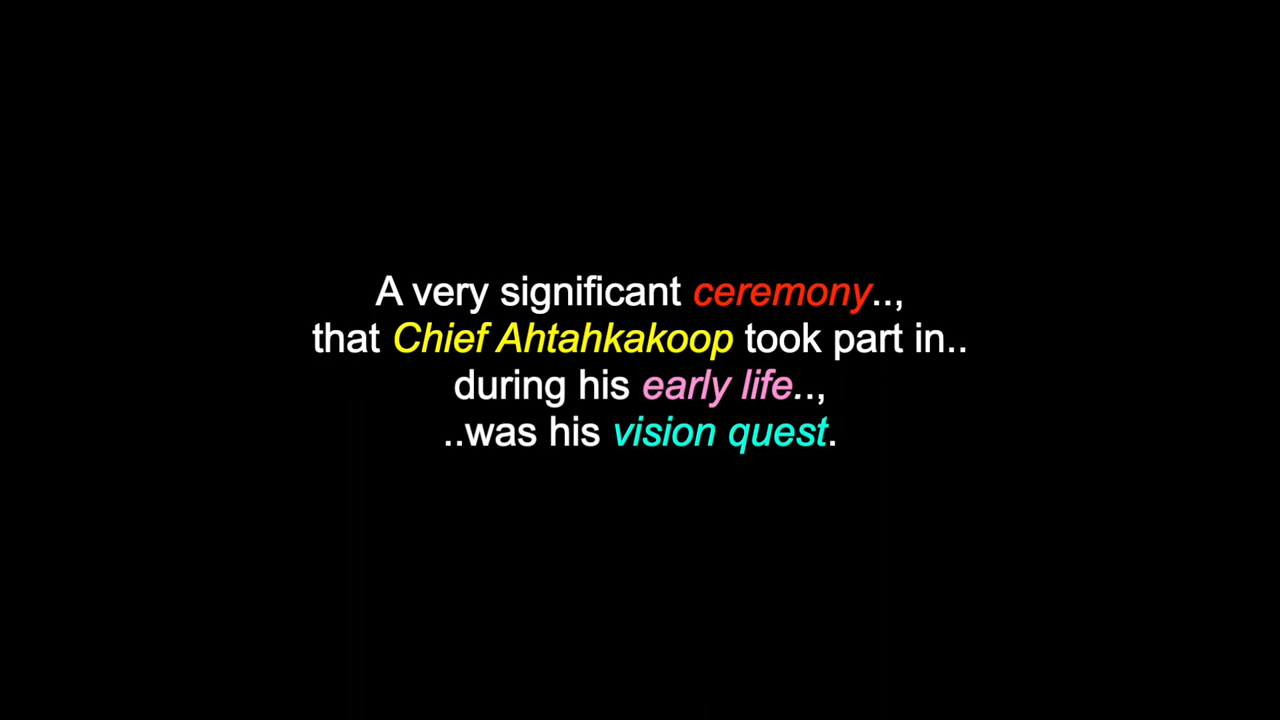 A very significant ceremony..,
that Chief Ahtahkakoop took part in..
during his early life..,
..was his vision quest.